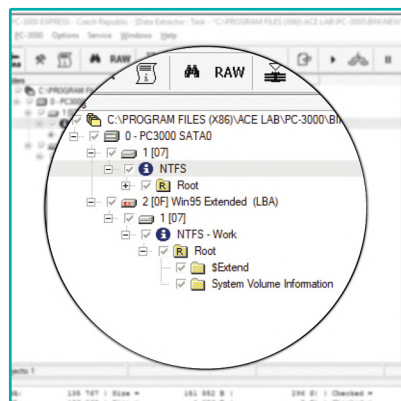 PC-3000 EXPRESS - Czech Republic - [Data Extractor : Task - "C:\PROGRAM FILES (X86)\ACE LAB\PC-3000\BIN\NEW
PC-3000 Options Service Windows Help
RAW
RAW
C:\PROGRAM FILES (X86)\ACE LAB\PC-3000\BIN
0 - PC3000 SATA0
1 [07]
NTFS
R Root
2 [0F] Win95 Extended (LBA)
1 [07]
NTFS - Work
R Root
$Extend
System Volume Information